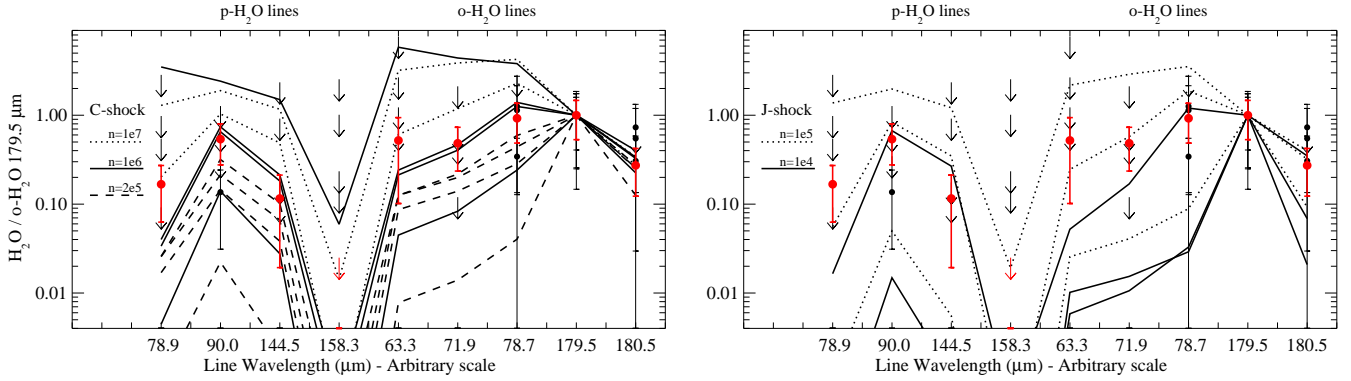 p-H₂O lines o-H₂O lines
H₂O / o-H₂O 179.5 μm
1.00
0.10
0.01
C-shock
n=1e7
n=1e6
n=2e5
78.9 90.0 144.5 158.3 63.3 71.9 78.7 179.5 180.5
Line Wavelength (μm) - Arbitrary scale
p-H₂O lines o-H₂O lines
1.00
0.10
0.01
J-shock
n=1e5
n=1e4
78.9 90.0 144.5 158.3 63.3 71.9 78.7 179.5 180.5
Line Wavelength (μm) - Arbitrary scale